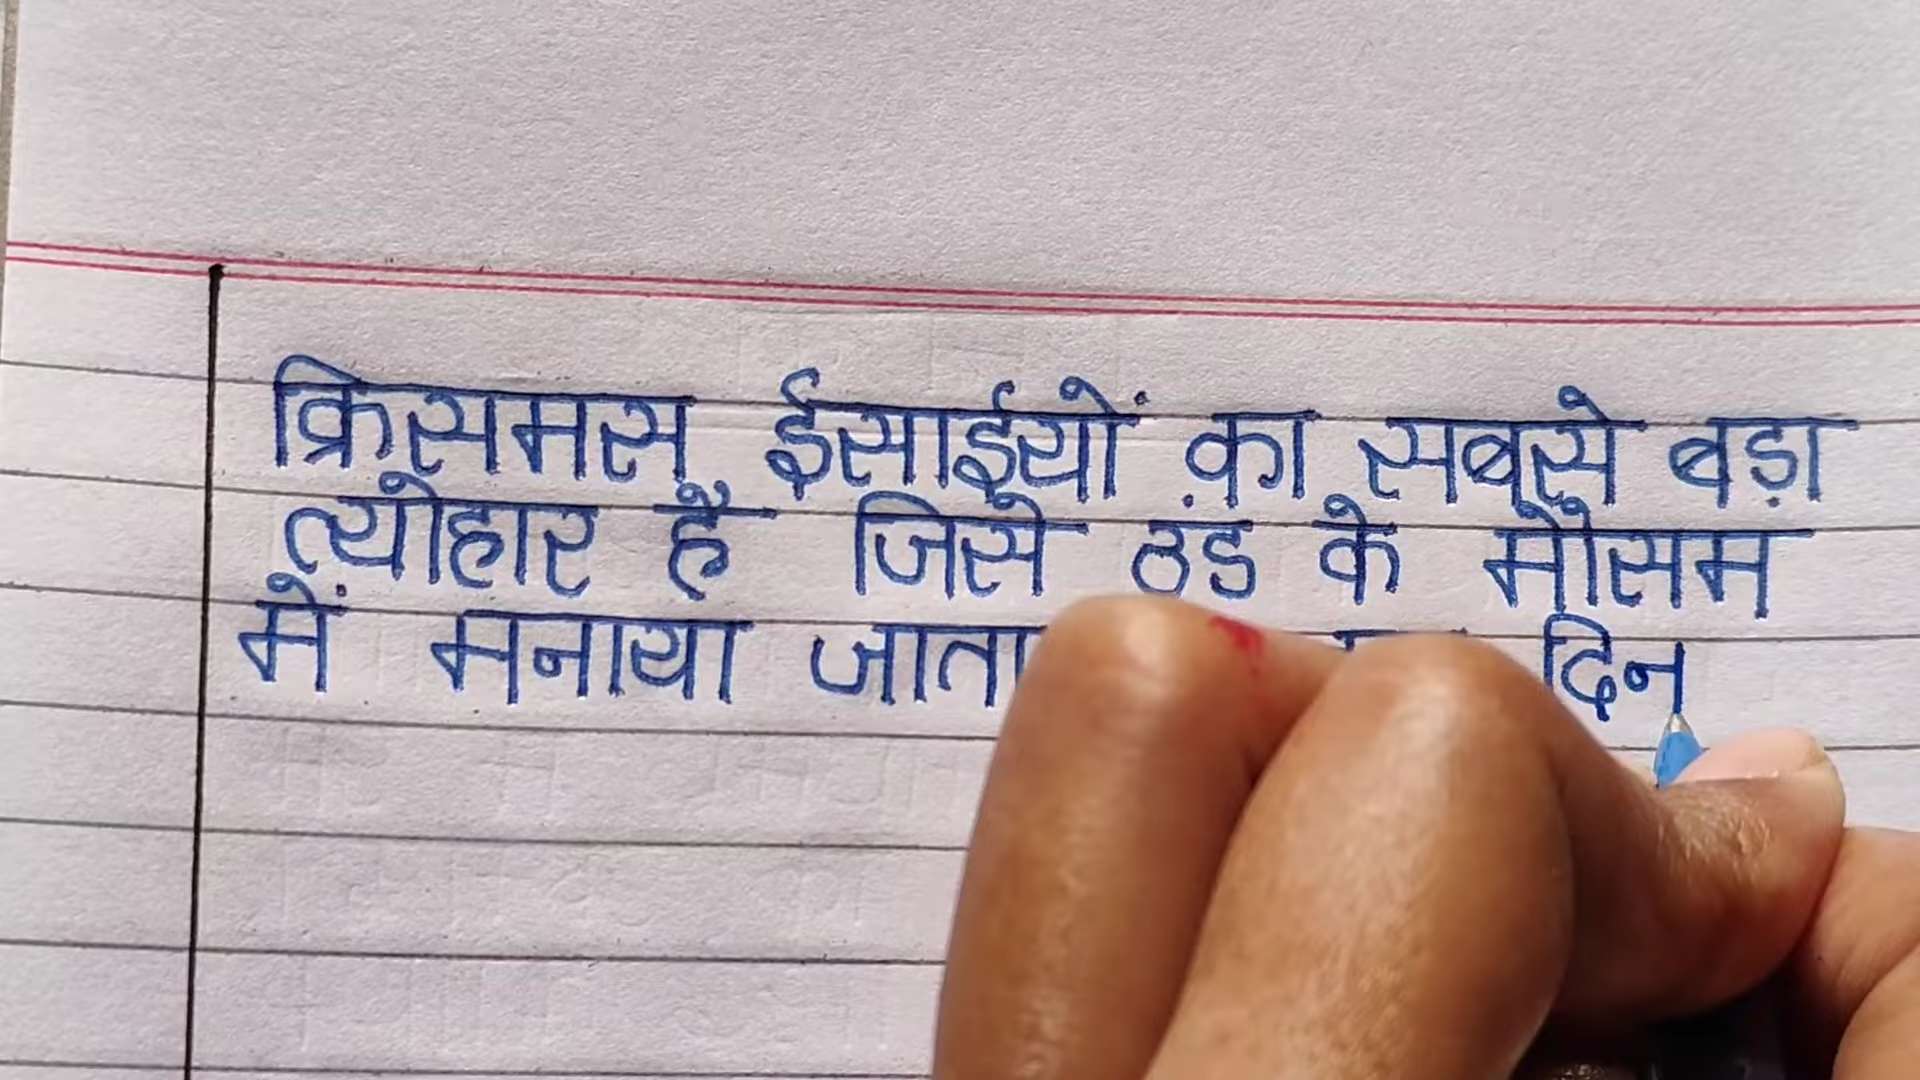 क्रिसमस ईसाईयों का सबसे बड़ा
त्योहार है जिसे ठंड के मौसम
में मनाया जाता दिन